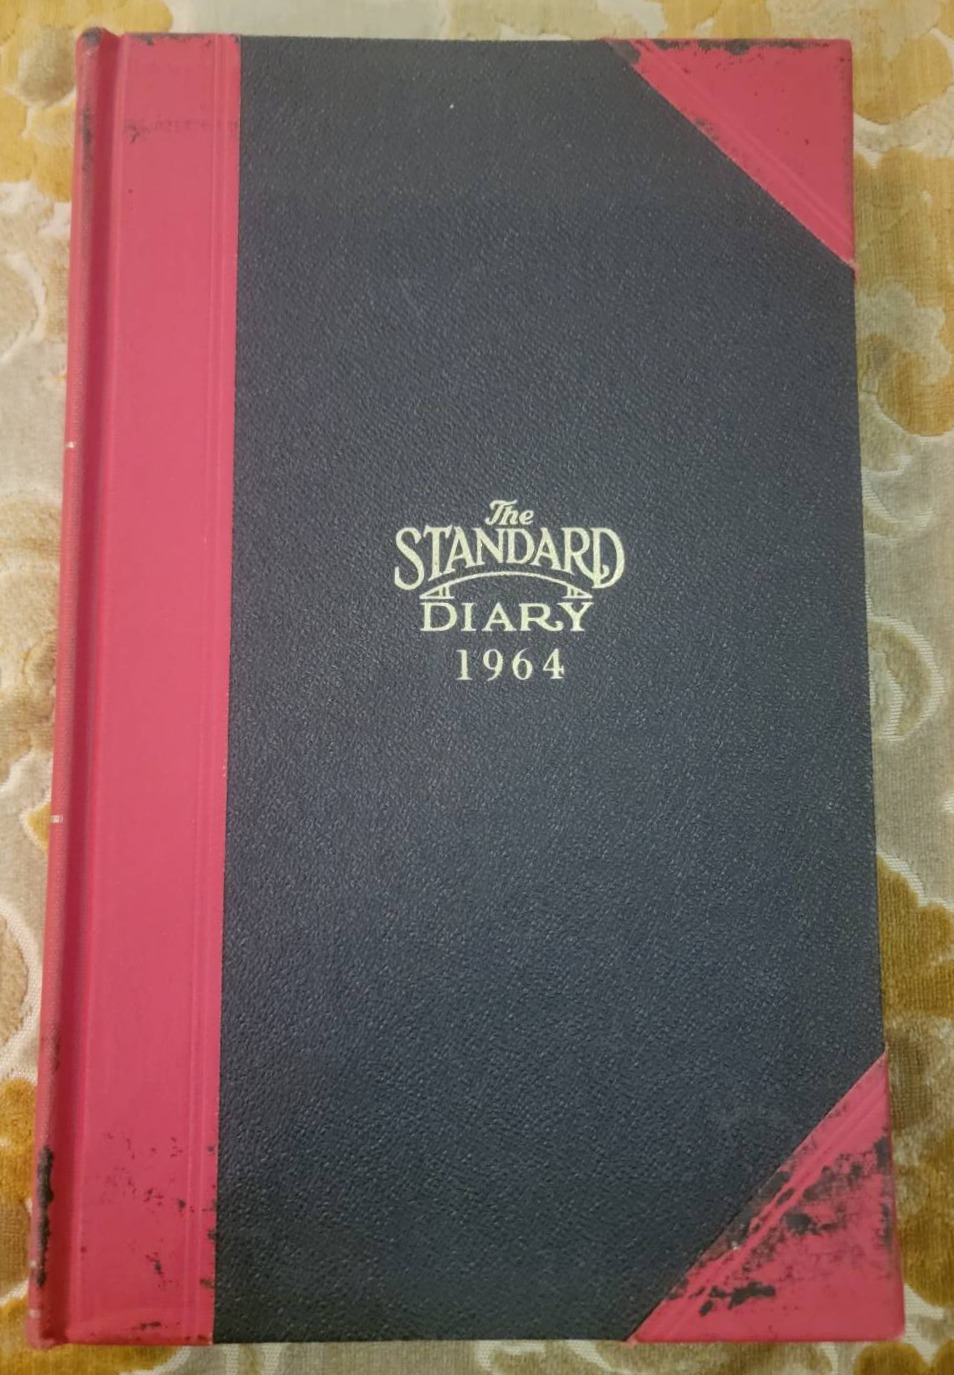 The
STANDARD
DIARY
1964